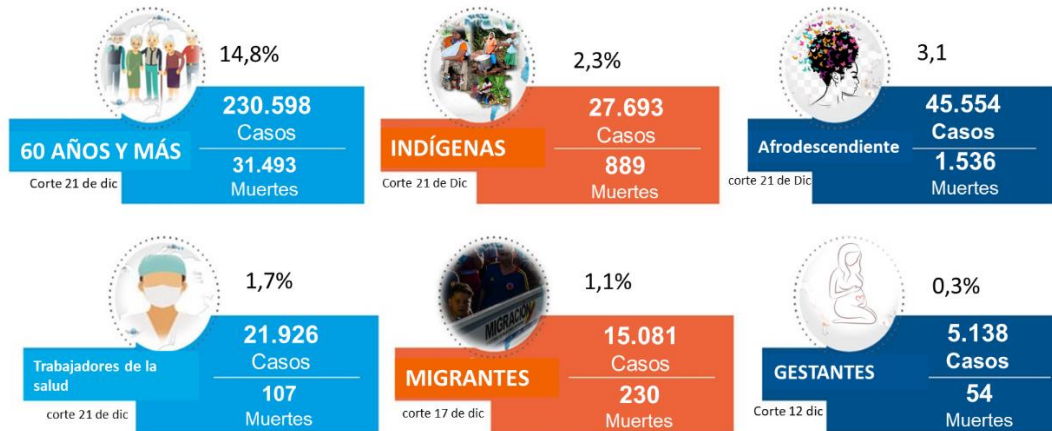 14,8%
230.598
Casos
31.493
Muertes
60 AÑOS Y MÁS
Corte 21 de dic
2,3%
27.693
Casos
889
Muertes
INDÍGENAS
Corte 21 de Dic
3,1
45.554
Casos
1.536
Muertes
Afrodescendiente
corte 21 de Dic
1,7%
21.926
Casos
107
Muertes
Trabajadores de la
salud
corte 21 de dic
1,1%
MIGRACIÓN
15.081
Casos
230
Muertes
MIGRANTES
corte 17 de dic
0,3%
5.138
Casos
54
Muertes
GESTANTES
Corte 12 dic